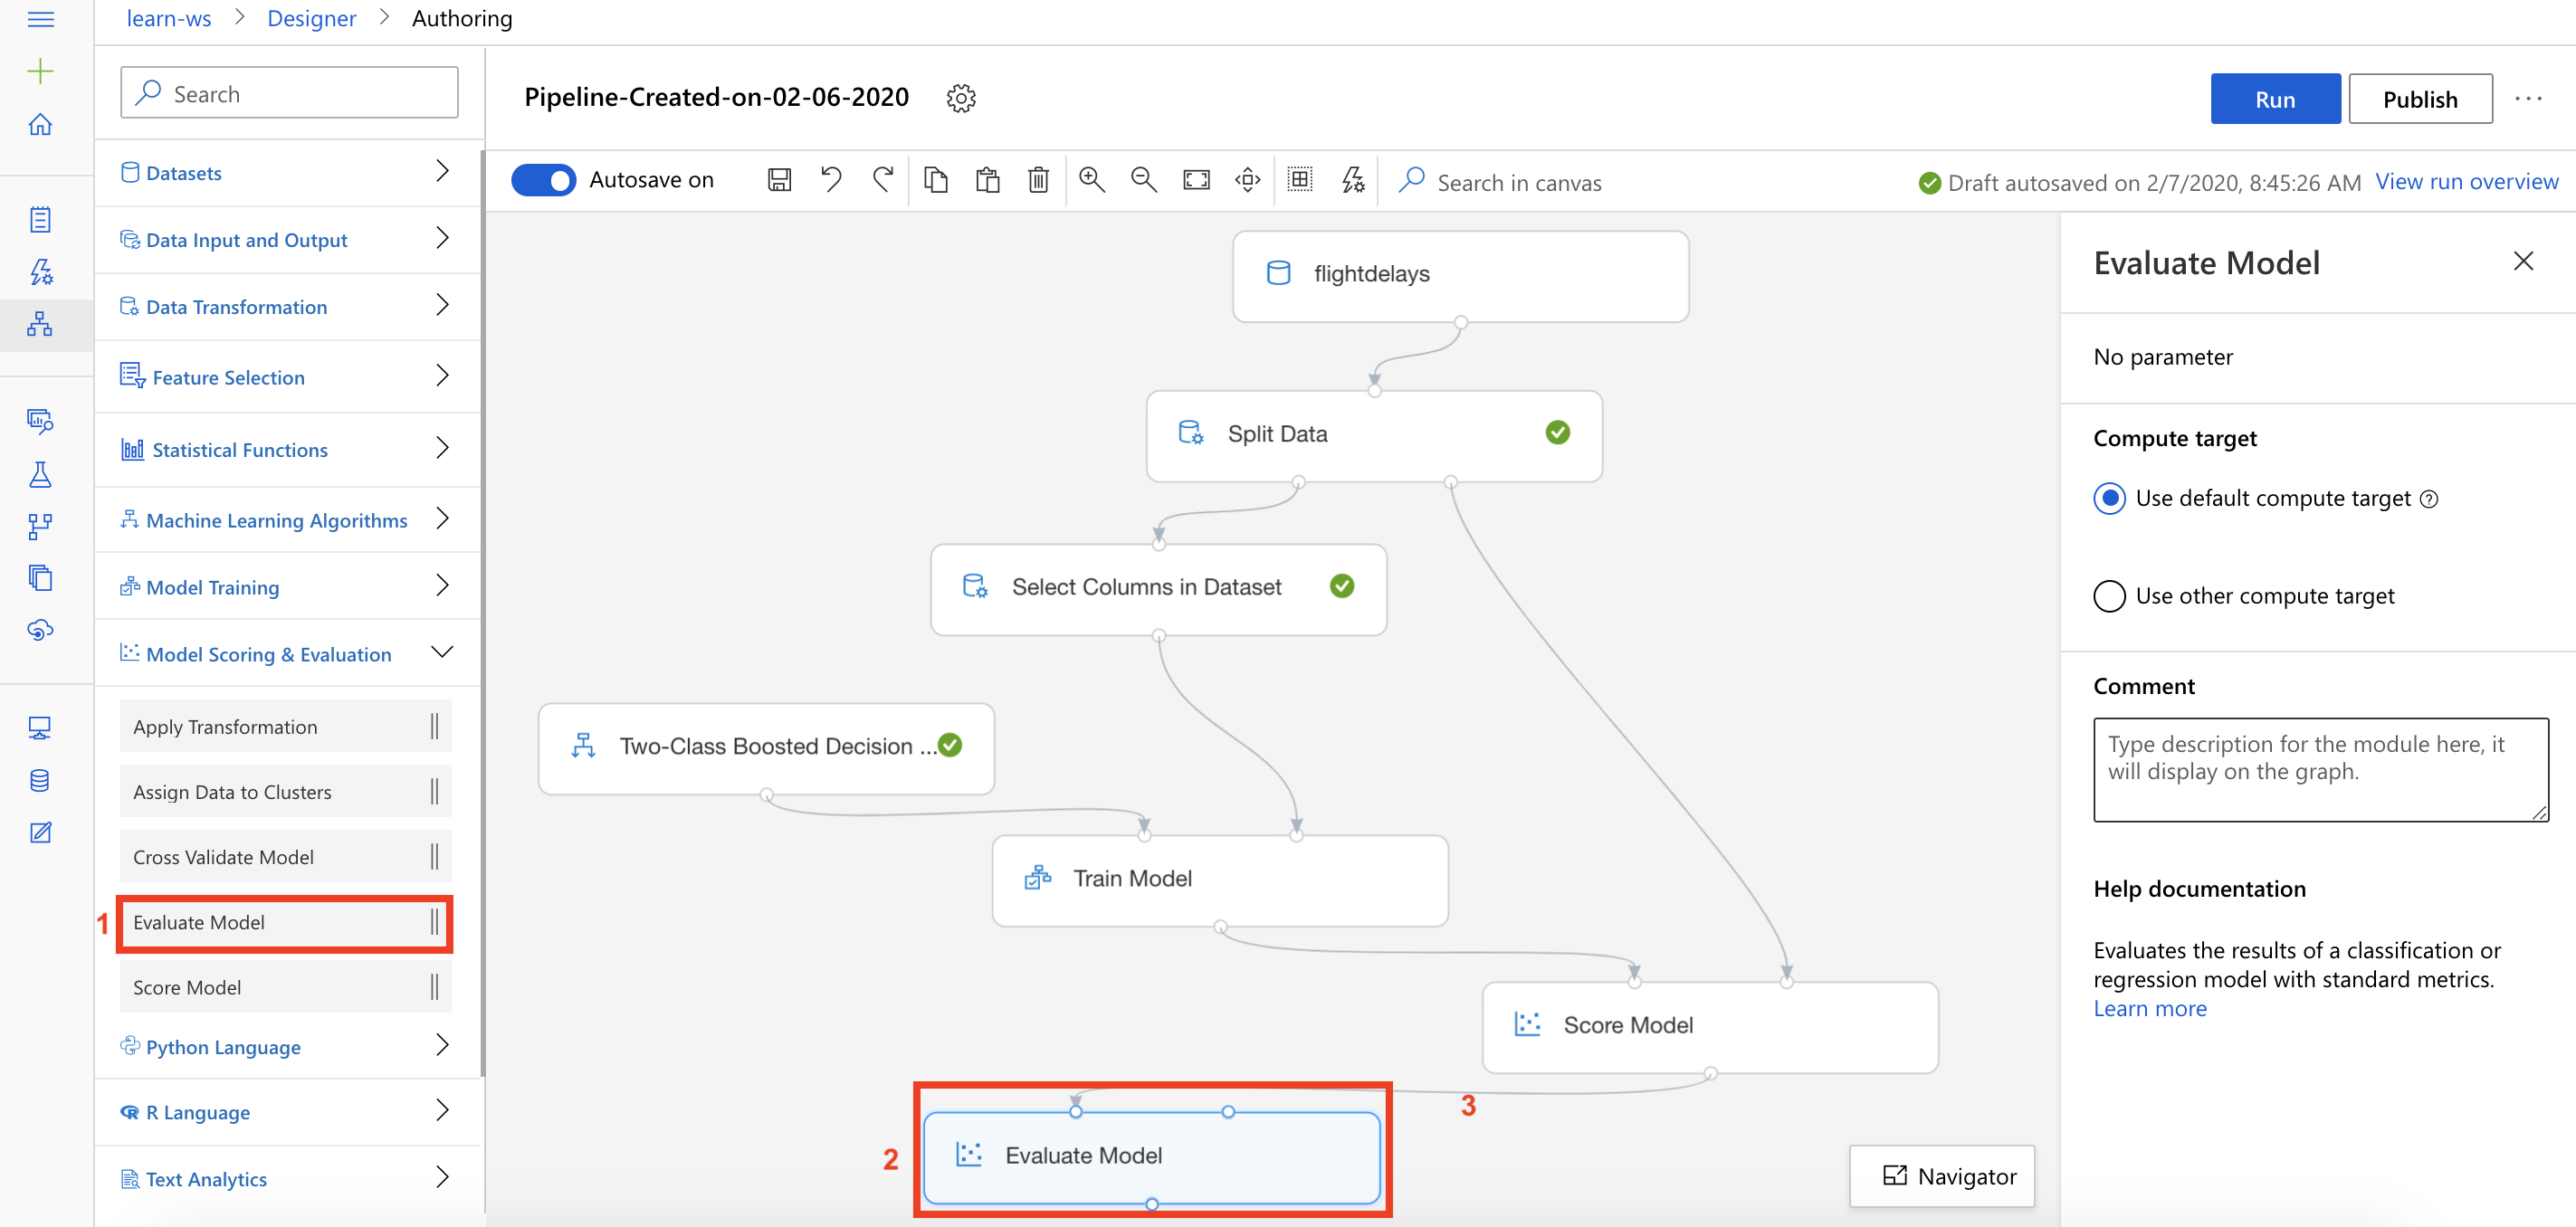 learn-ws > Designer > Authoring
Search
Pipeline-Created-on-02-06-2020
Run
Publish
Autosave on
Search in canvas
Draft autosaved on 2/7/2020, 8:45:26 AM
View run overview
Datasets
Data Input and Output
Data Transformation
Feature Selection
Statistical Functions
Machine Learning Algorithms
Model Training
Model Scoring & Evaluation
Apply Transformation
Assign Data to Clusters
Cross Validate Model
1
Evaluate Model
Score Model
Python Language
R Language
Text Analytics
flightdelays
Split Data
Select Columns in Dataset
Two-Class Boosted Decision ...
Train Model
Score Model
3
2
Evaluate Model
Navigator
Evaluate Model
No parameter
Compute target
Use default compute target
Use other compute target
Comment
Type description for the module here, it
will display on the graph.
Help documentation
Evaluates the results of a classification or
regression model with standard metrics.
Learn more